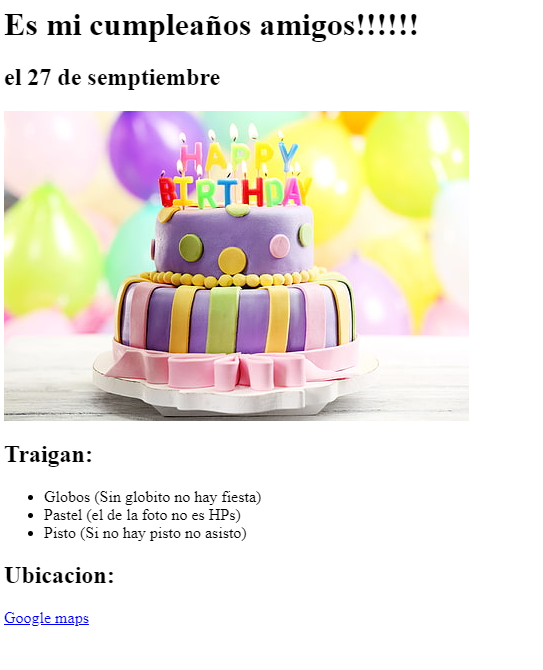 Es mi cumpleaños amigos!!!!!!
el 27 de semptiembre
HAPPY
BIRTHDAY
Traigan:
Globos (Sin globito no hay fiesta)
Pastel (el de la foto no es HPs)
Pisto (Si no hay pisto no asisto)
Ubicacion:
Google maps